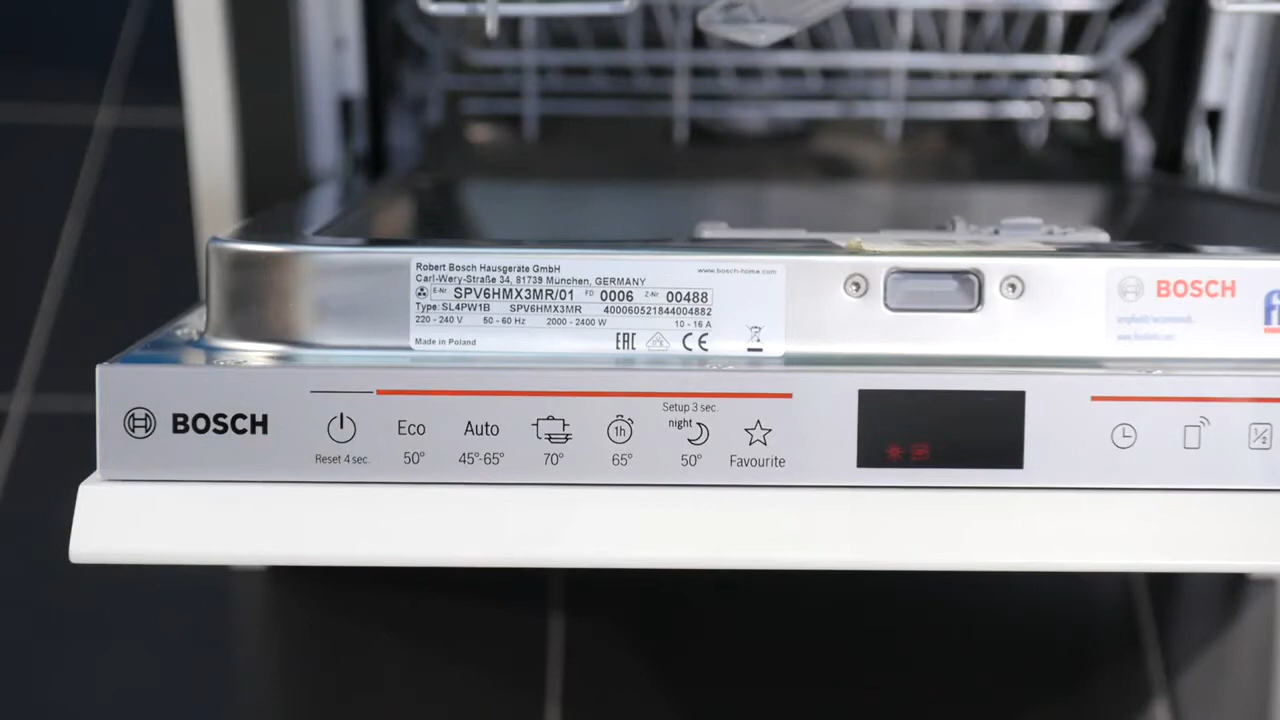 Robert Bosch Hausgeräte GmbH
www.bosch-home.com
Carl-Wery-Straße 34, 81739 München, GERMANY
E-Nr. SPV6HMX3MR/01 FD 0006 Z-Nr. 00488
Type: SL4PW1B SPV6HMX3MR 400060521844004882
220 - 240 V 50 - 60 Hz 2000 - 2400 W 10 - 16 A
Made in Poland
EAC CE
BOSCH
BOSCH
Reset 4 sec.
Eco
50°
Auto
45°-65°
70°
1h
65°
Setup 3 sec.
night
50°
Favourite
1/2